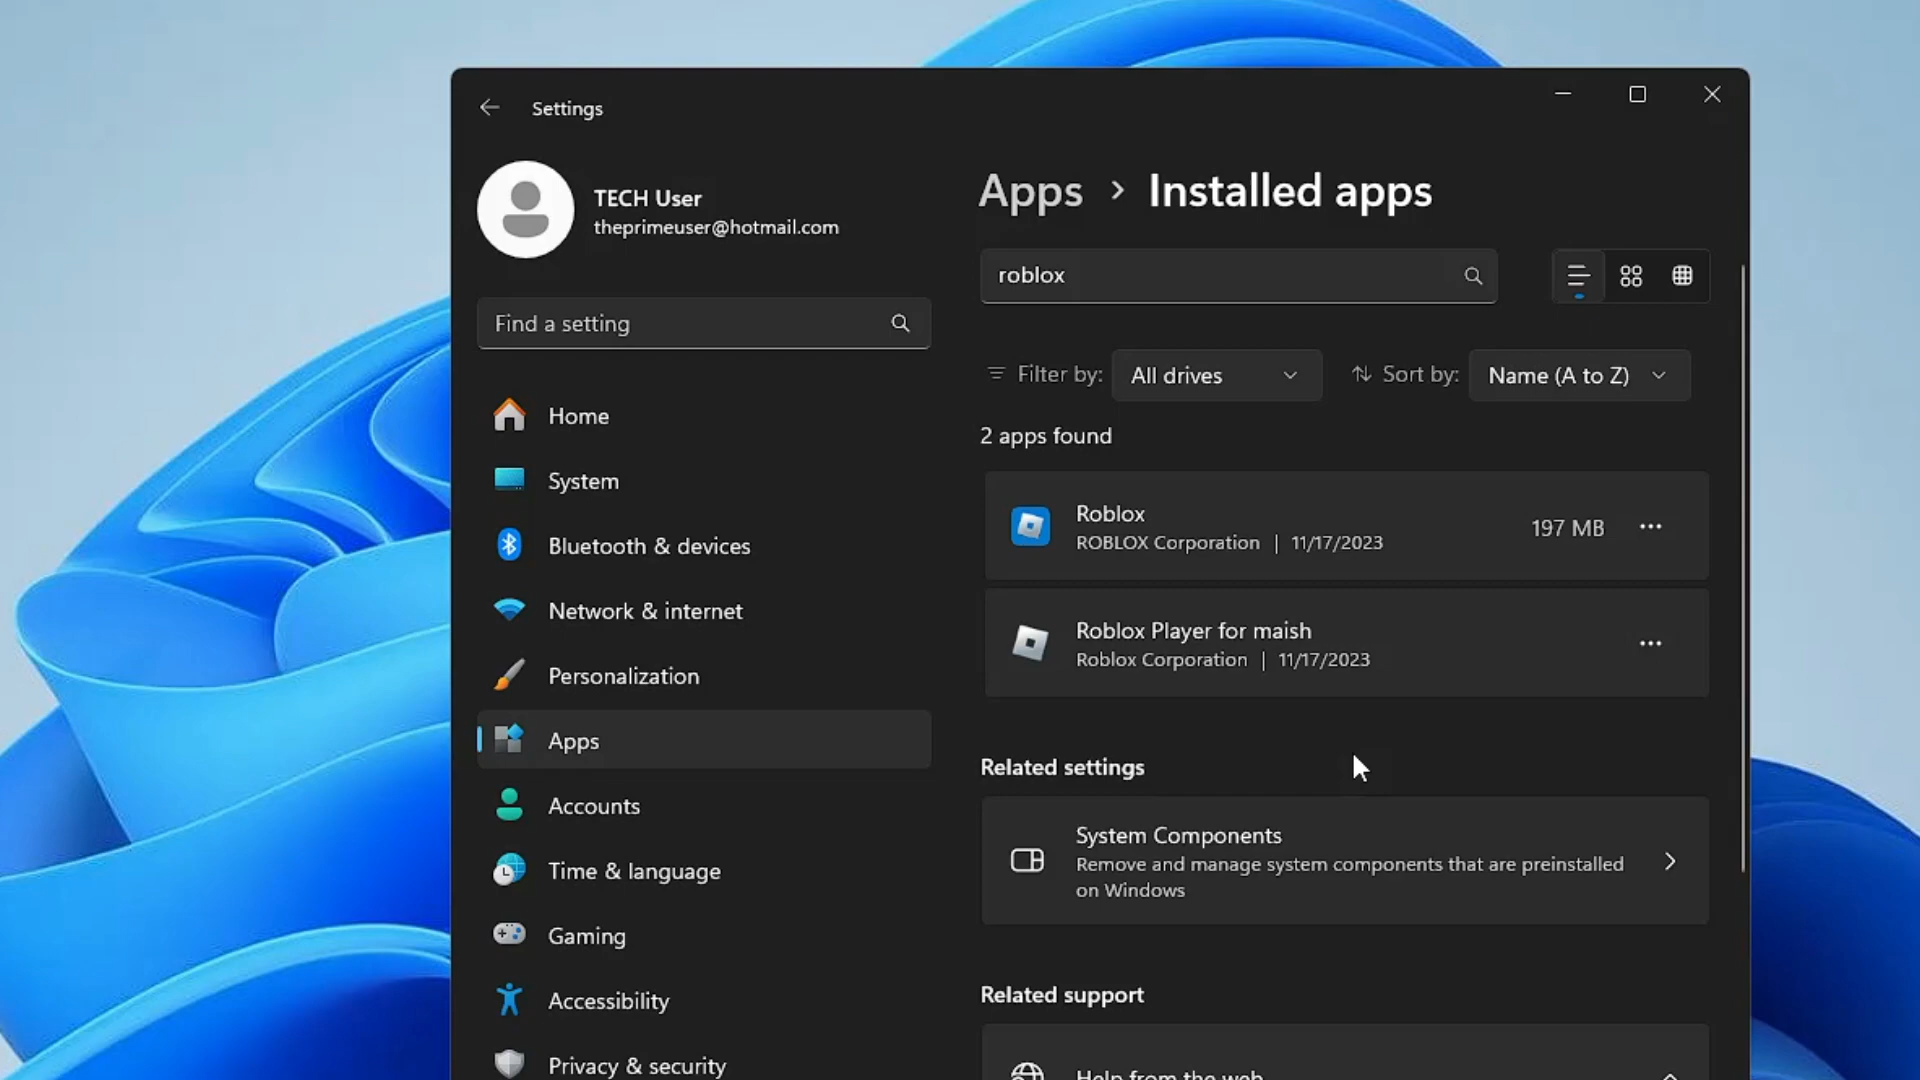 Settings
TECH User
theprimeuser@hotmail.com
Find a setting
Home
System
Bluetooth & devices
Network & internet
Personalization
Apps
Accounts
Time & language
Gaming
Accessibility
Privacy & security
Apps > Installed apps
roblox
Filter by: All drives Sort by: Name (A to Z)
2 apps found
Roblox
ROBLOX Corporation | 11/17/2023
197 MB
Roblox Player for maish
Roblox Corporation | 11/17/2023
Related settings
System Components
Remove and manage system components that are preinstalled
on Windows
Related support
Help from the web